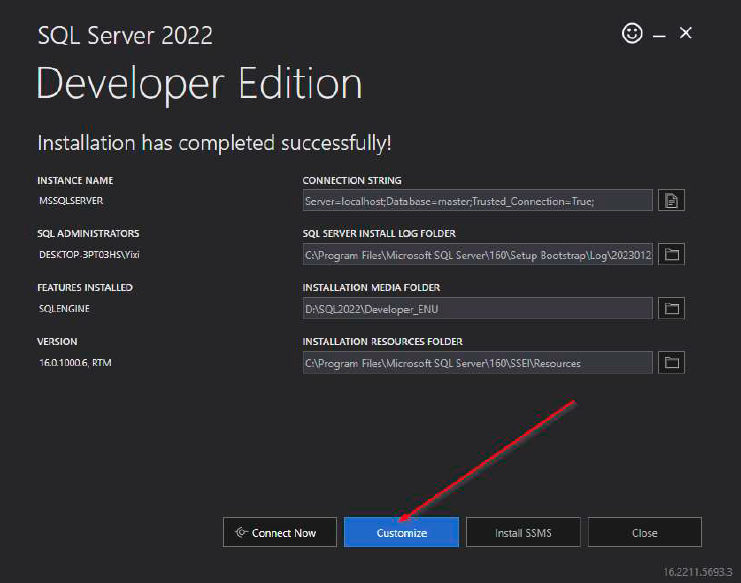 SQL Server 2022
Developer Edition
Installation has completed successfully!
INSTANCE NAME
MSSQLSERVER
CONNECTION STRING
Server=localhost;Database=master;Trusted_Connection=True;
SQL ADMINISTRATORS
DESKTOP-3PT03HS\Yixi
SQL SERVER INSTALL LOG FOLDER
C:\Program Files\Microsoft SQL Server\160\Setup Bootstrap\Log\2023012
FEATURES INSTALLED
SQLENGINE
INSTALLATION MEDIA FOLDER
D:\SQL2022\Developer_ENU
VERSION
16.0.1000.6, RTM
INSTALLATION RESOURCES FOLDER
C:\Program Files\Microsoft SQL Server\160\SSEI\Resources
Connect Now
Customize
Install SSMS
Close
16.2211.5693.3